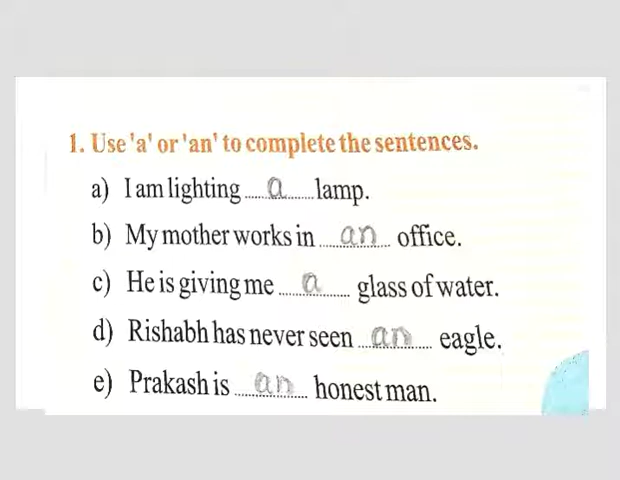 1. Use 'a' or 'an' to complete the sentences.
a) I am lighting ....a.... lamp.
b) My mother works in ....an.... office.
c) He is giving me ....a.... glass of water.
d) Rishabh has never seen ....an.... eagle.
e) Prakash is ....an.... honest man.